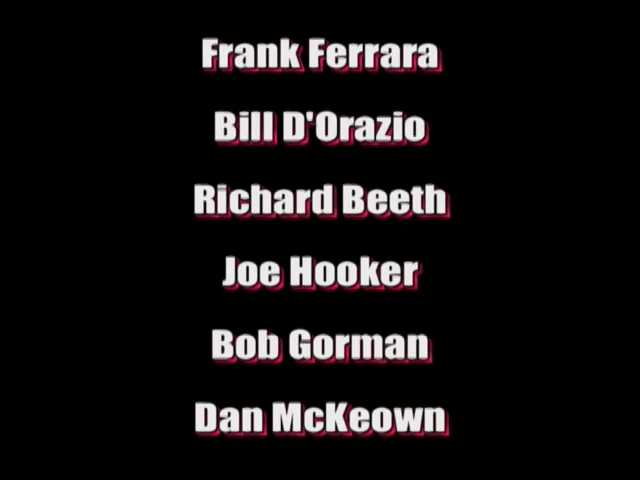 Frank Ferrara
Bill D'Orazio
Richard Beeth
Joe Hooker
Bob Gorman
Dan McKeown